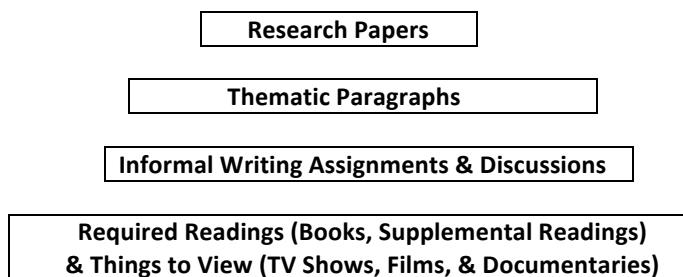 Research Papers
Thematic Paragraphs
Informal Writing Assignments & Discussions
Required Readings (Books, Supplemental Readings)
& Things to View (TV Shows, Films, & Documentaries)